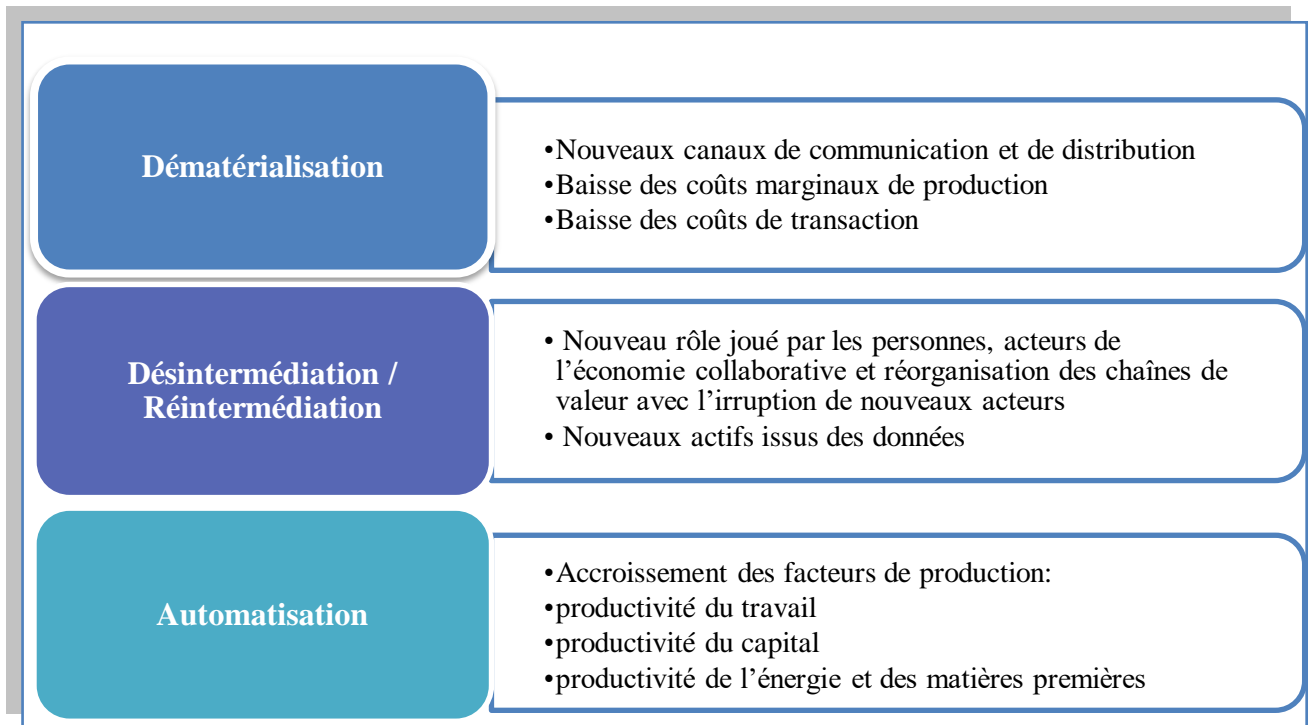 Dématérialisation
•Nouveaux canaux de communication et de distribution
•Baisse des coûts marginaux de production
•Baisse des coûts de transaction
Désintermédiation /
Réintermédiation
• Nouveau rôle joué par les personnes, acteurs de
l’économie collaborative et réorganisation des chaînes de
valeur avec l’irruption de nouveaux acteurs
• Nouveaux actifs issus des données
Automatisation
•Accroissement des facteurs de production:
•productivité du travail
•productivité du capital
•productivité de l’énergie et des matières premières